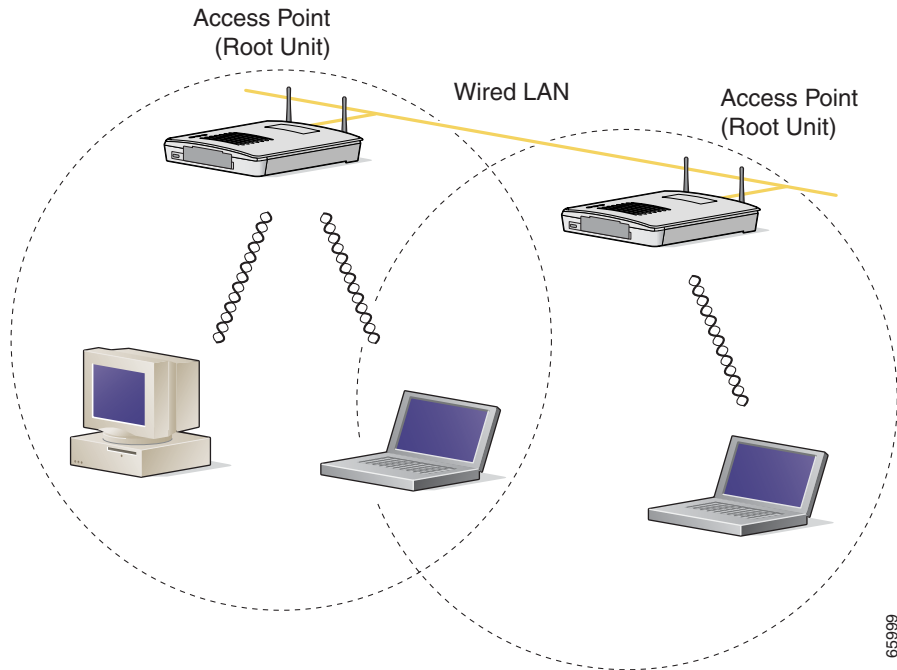 Access Point
(Root Unit)
Wired LAN
Access Point
(Root Unit)
65999